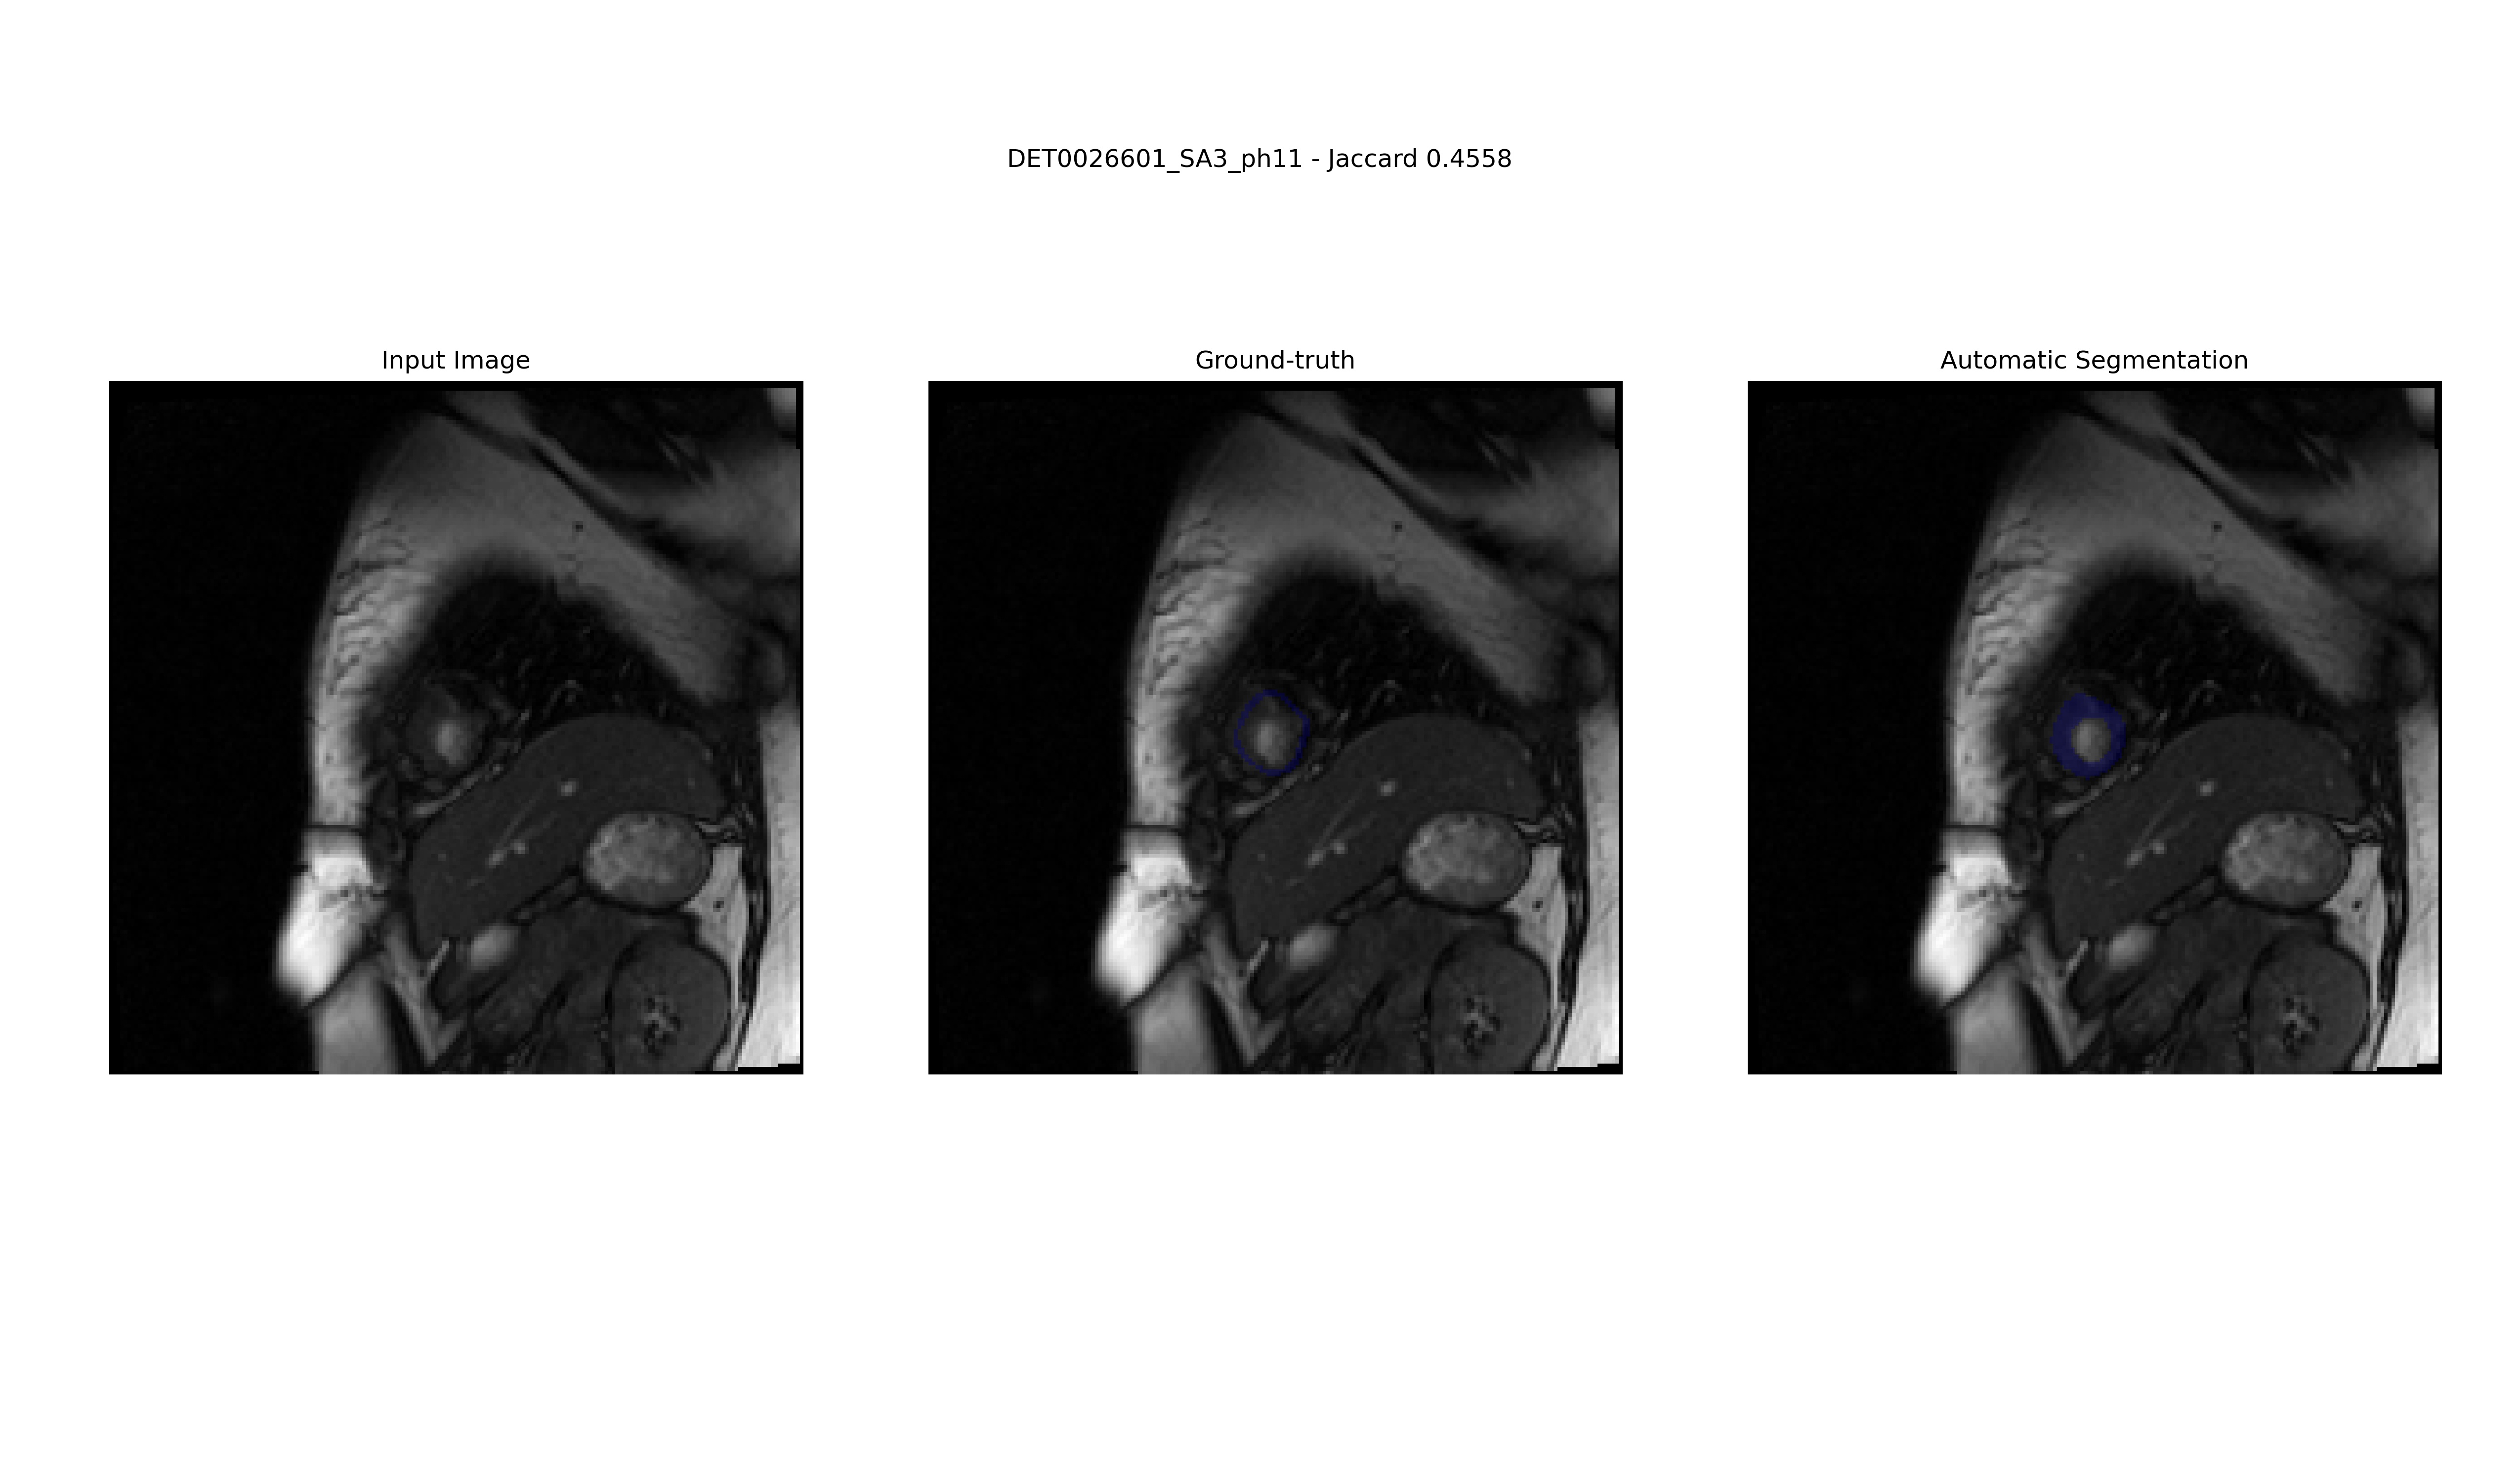 DET0026601_SA3_ph11 - Jaccard 0.4558
Input Image
Ground-truth
Automatic Segmentation